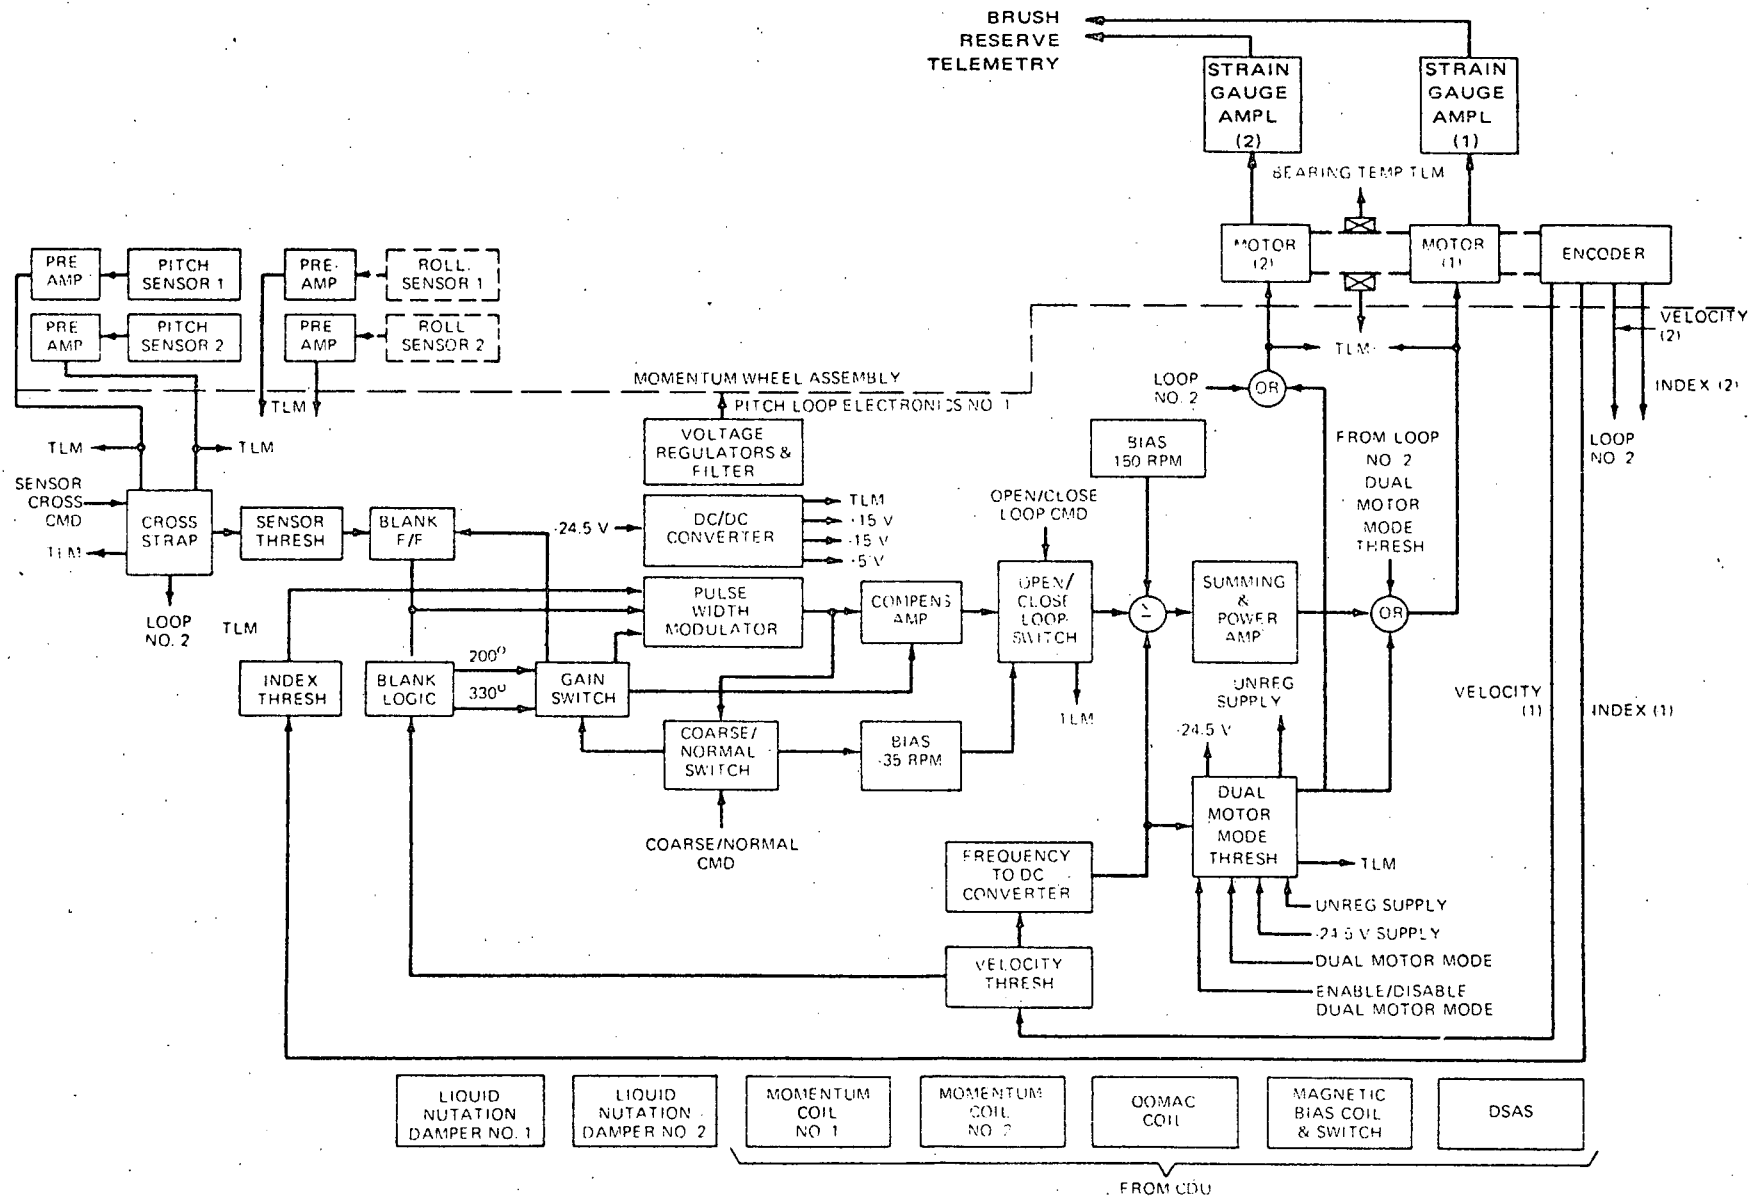 BRUSH
RESERVE
TELEMETRY
STRAIN
GAUGE
AMPL
(2)
STRAIN
GAUGE
AMPL
(1)
BEARING TEMP TLM
MOTOR
(2)
MOTOR
(1)
ENCODER
PRE
AMP
PITCH
SENSOR 1
PRE
AMP
ROLL
SENSOR 1
PRE
AMP
PITCH
SENSOR 2
PRE
AMP
ROLL
SENSOR 2
VELOCITY
(2)
TLM
MOMENTUM WHEEL ASSEMBLY
PITCH LOOP ELECTRONICS NO. 1
LOOP
NO. 2
OR
INDEX (2)
TLM
TLM
TLM
VOLTAGE
REGULATORS &
FILTER
BIAS
150 RPM
FROM LOOP
NO. 2
DUAL
MOTOR
MODE
THRESH
LOOP
NO. 2
SENSOR
CROSS
CMD
TLM
CROSS
STRAP
SENSOR
THRESH
BLANK
F/F
-24.5 V
DC/DC
CONVERTER
TLM
-15 V
-15 V
-5 V
OPEN/CLOSE
LOOP CMD
LOOP
NO. 2
TLM
PULSE
WIDTH
MODULATOR
COMPENS
AMP
OPEN/
CLOSE
LOOP
SWITCH
Σ
SUMMING
&
POWER
AMP
OR
INDEX
THRESH
BLANK
LOGIC
200°
330°
GAIN
SWITCH
TLM
UNREG
SUPPLY
-24.5 V
VELOCITY
(1)
INDEX (1)
COARSE/
NORMAL
SWITCH
BIAS
-35 RPM
COARSE/NORMAL
CMD
DUAL
MOTOR
MODE
THRESH
TLM
FREQUENCY
TO DC
CONVERTER
UNREG SUPPLY
-24.5 V SUPPLY
DUAL MOTOR MODE
ENABLE/DISABLE
DUAL MOTOR MODE
VELOCITY
THRESH
LIQUID
NUTATION
DAMPER NO. 1
LIQUID
NUTATION
DAMPER NO. 2
MOMENTUM
COIL
NO. 1
MOMENTUM
COIL
NO. 2
QOMAC
COIL
MAGNETIC
BIAS COIL
& SWITCH
DSAS
FROM CDU